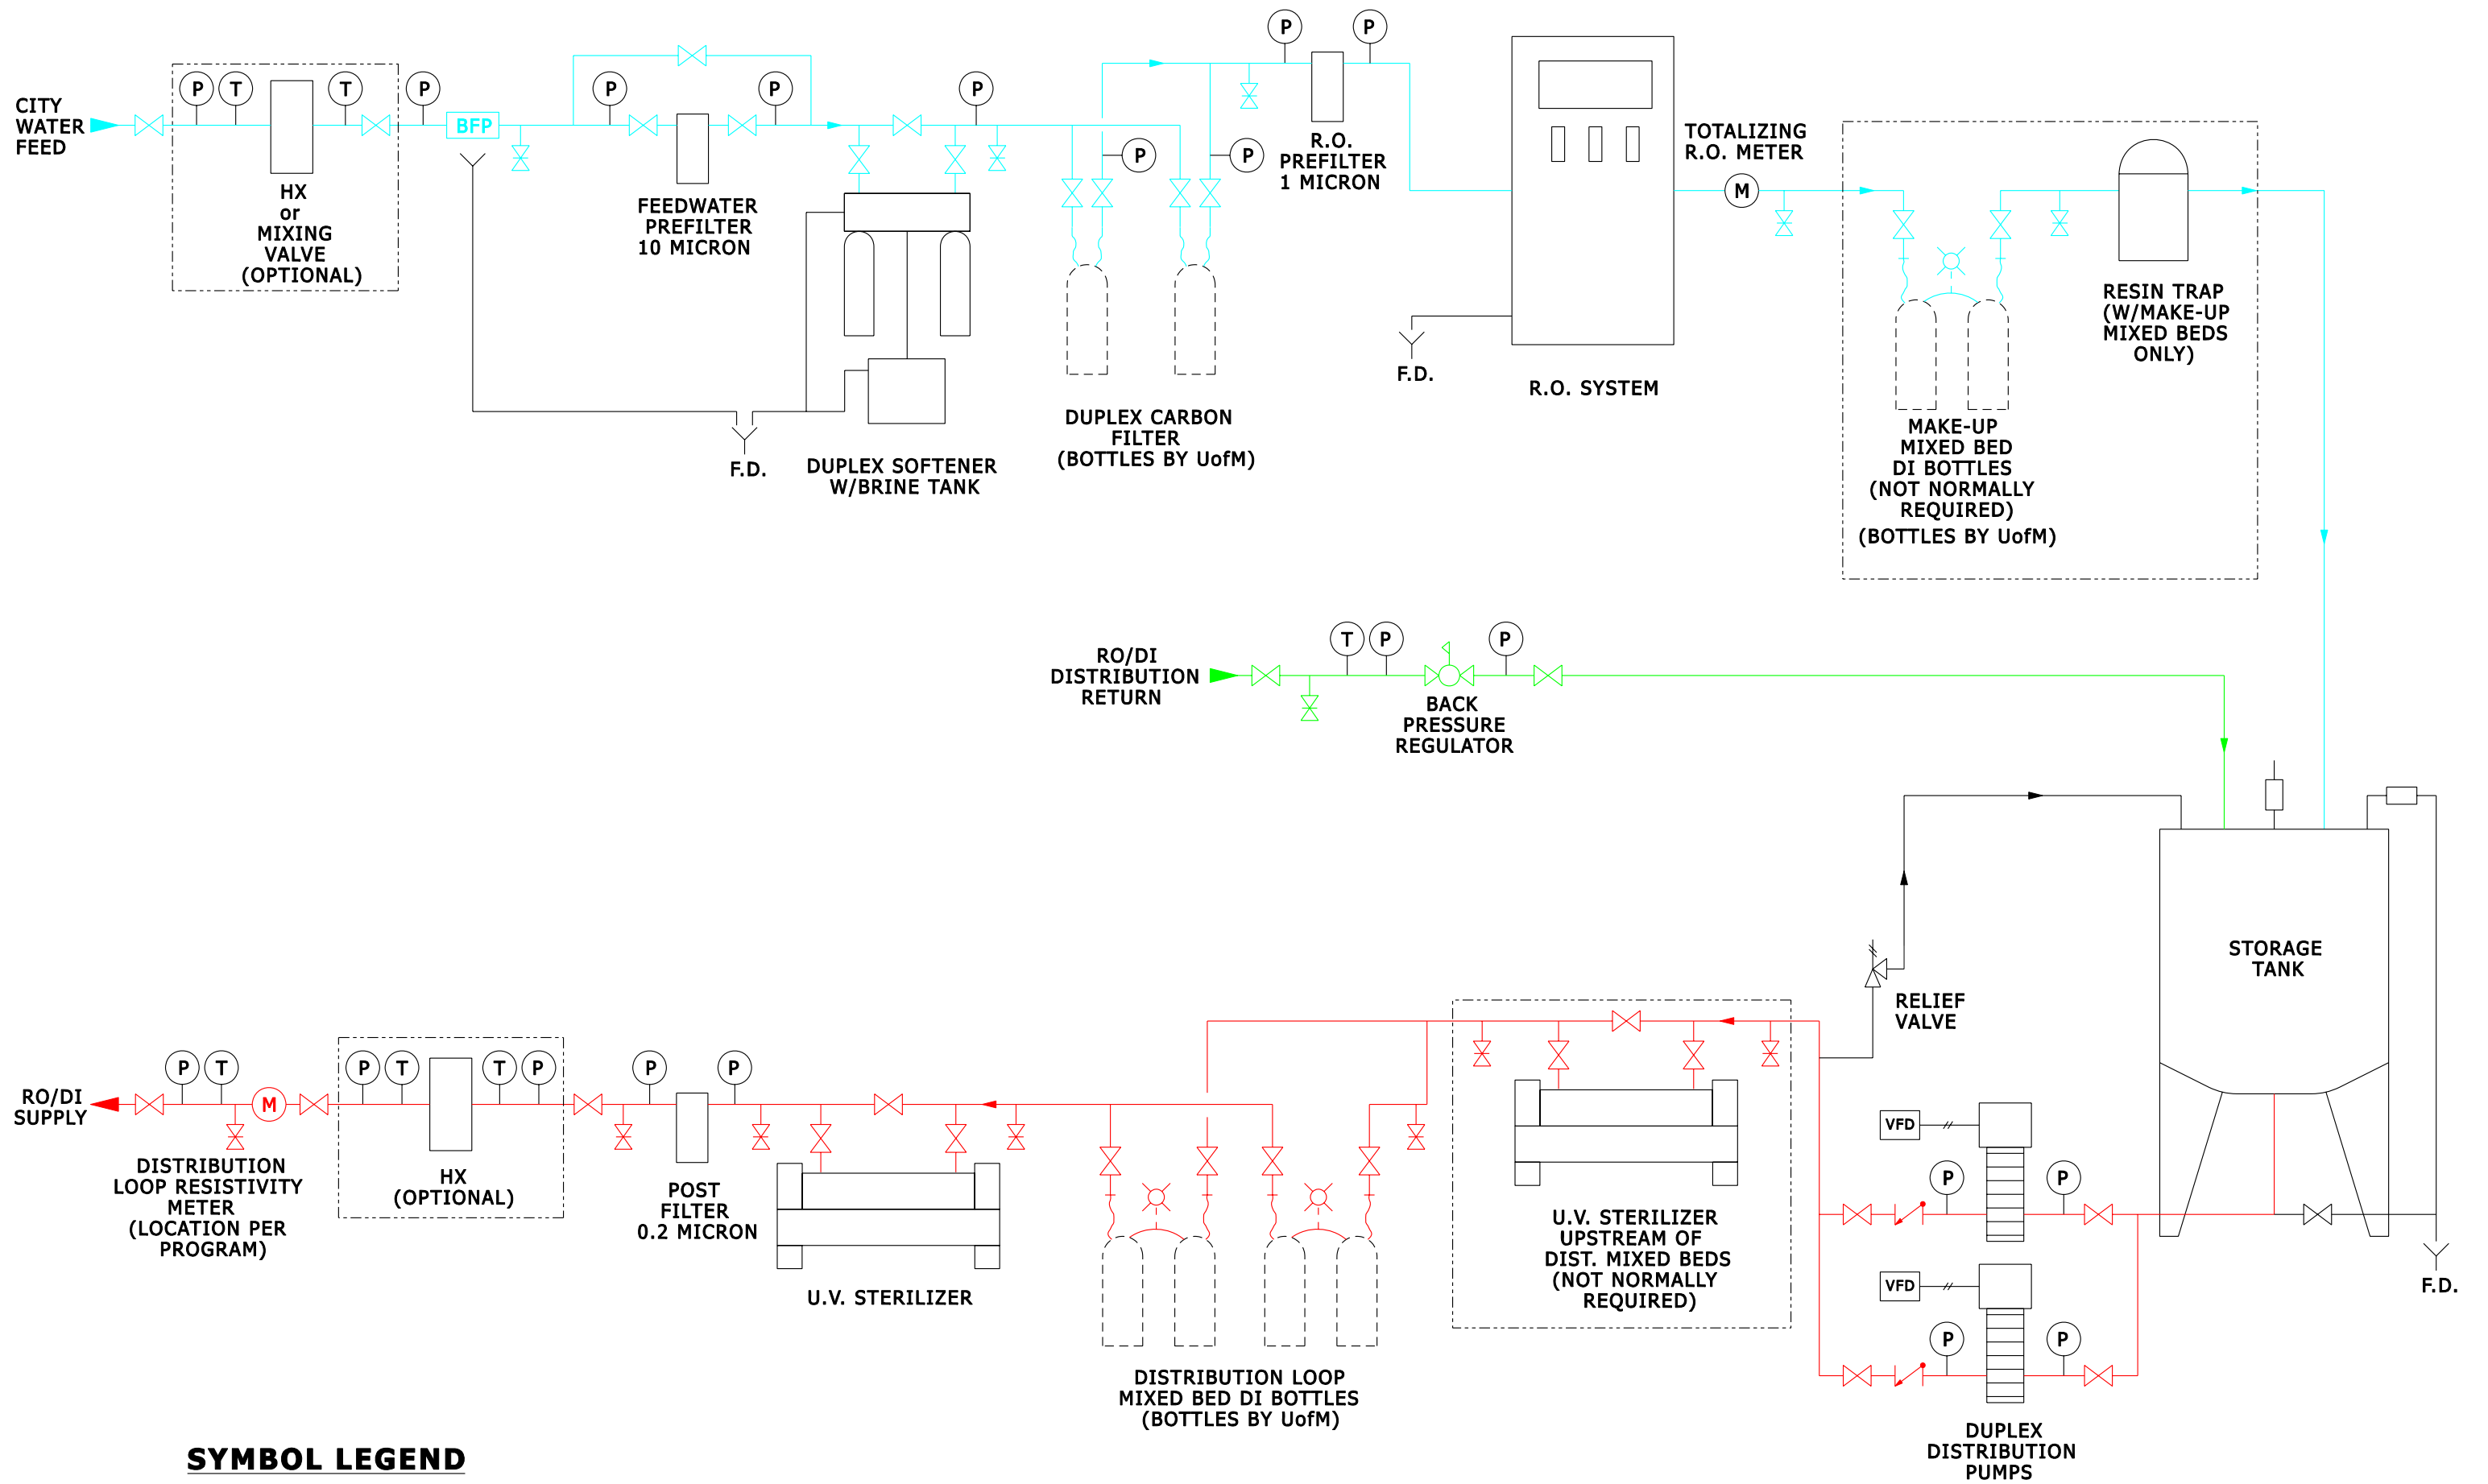 P
P
CITY
WATER
FEED
P
T
T
P
BFP
P
P
P
HX
or
MIXING
VALVE
(OPTIONAL)
FEEDWATER
PREFILTER
10 MICRON
P
P
R.O.
PREFILTER
1 MICRON
TOTALIZING
R.O. METER
M
F.D.
DUPLEX SOFTENER
W/BRINE TANK
DUPLEX CARBON
FILTER
(BOTTLES BY UofM)
F.D.
R.O. SYSTEM
RESIN TRAP
(W/MAKE-UP
MIXED BEDS
ONLY)
MAKE-UP
MIXED BED
DI BOTTLES
(NOT NORMALLY
REQUIRED)
(BOTTLES BY UofM)
RO/DI
DISTRIBUTION
RETURN
T
P
P
BACK
PRESSURE
REGULATOR
RELIEF
VALVE
STORAGE
TANK
RO/DI
SUPPLY
P
T
M
P
T
T
P
P
P
DISTRIBUTION
LOOP RESISTIVITY
METER
(LOCATION PER
PROGRAM)
HX
(OPTIONAL)
POST
FILTER
0.2 MICRON
U.V. STERILIZER
DISTRIBUTION LOOP
MIXED BED DI BOTTLES
(BOTTLES BY UofM)
U.V. STERILIZER
UPSTREAM OF
DIST. MIXED BEDS
(NOT NORMALLY
REQUIRED)
VFD
P
P
VFD
P
P
F.D.
DUPLEX
DISTRIBUTION
PUMPS
SYMBOL LEGEND